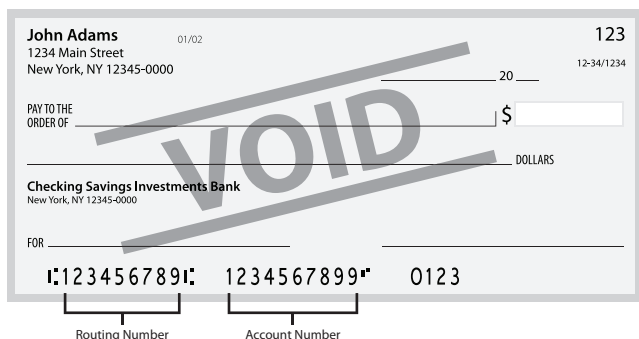 John Adams 01/02 123
1234 Main Street
New York, NY 12345-0000 12-34/1234
20
PAY TO THE
ORDER OF $
VOID
DOLLARS
Checking Savings Investments Bank
New York, NY 12345-0000
FOR
⑆123456789⑆ 12345678​99⑈ 0123
Routing Number Account Number